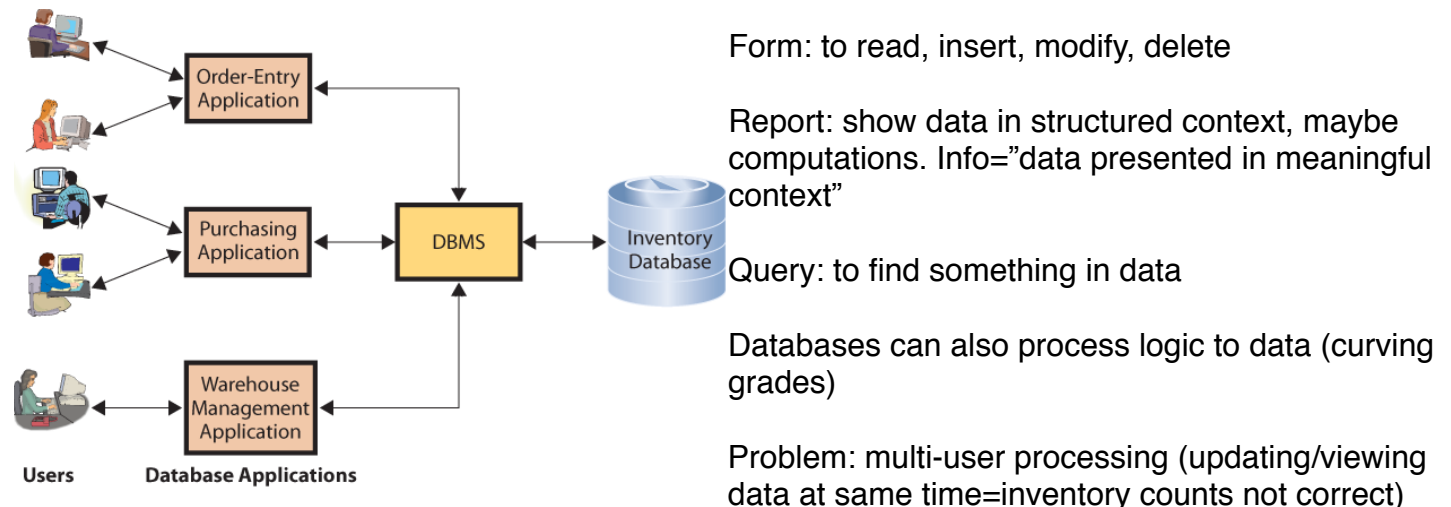 Order-Entry
Application
Purchasing
Application
Warehouse
Management
Application
Users
Database Applications
DBMS
Inventory
Database
Form: to read, insert, modify, delete
Report: show data in structured context, maybe
computations. Info=”data presented in meaningful
context”
Query: to find something in data
Databases can also process logic to data (curving
grades)
Problem: multi-user processing (updating/viewing
data at same time=inventory counts not correct)